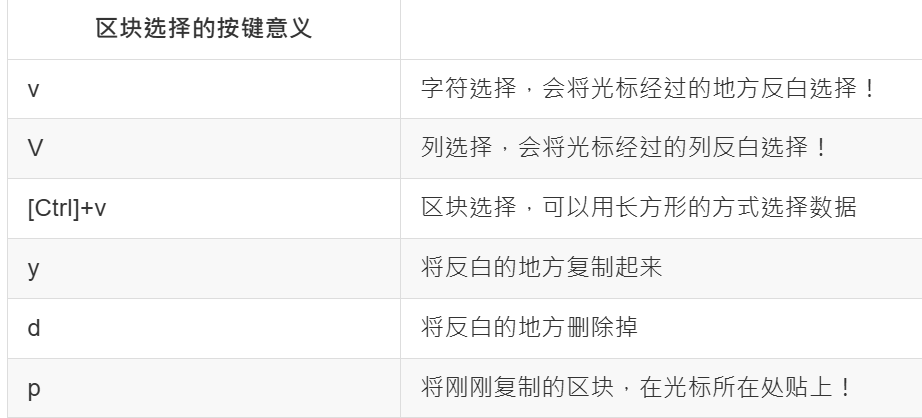 区块选择的按键意义
v 字符选择，会将光标经过的地方反白选择！
V 列选择，会将光标经过的列反白选择！
[Ctrl]+v 区块选择，可以用长方形的方式选择数据
y 将反白的地方复制起来
d 将反白的地方删除掉
p 将刚刚复制的区块，在光标所在处贴上！